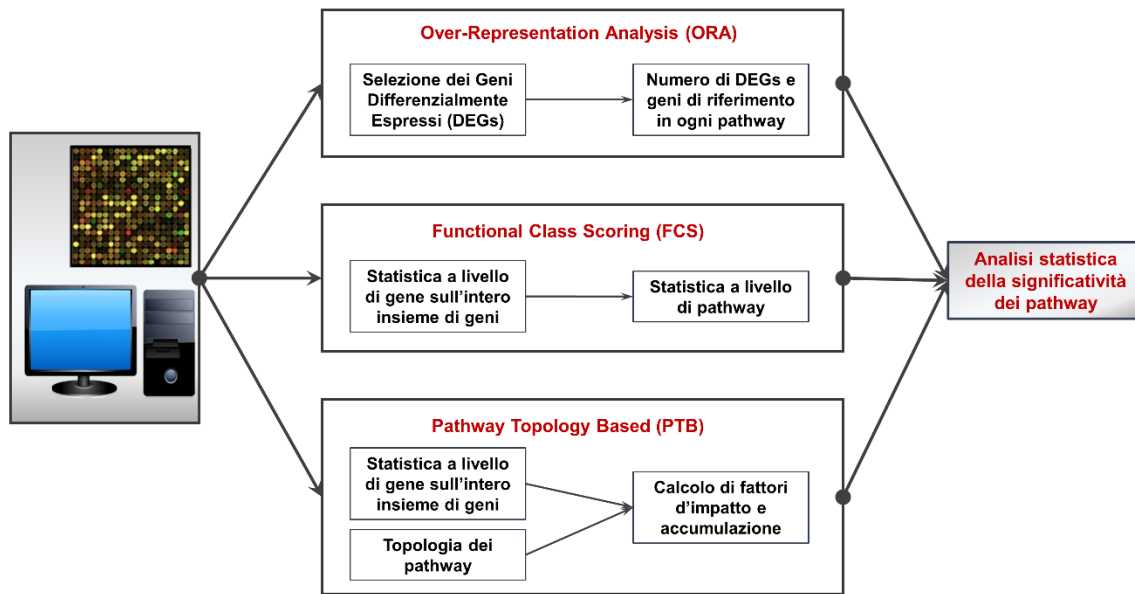 Over-Representation Analysis (ORA)
Selezione dei Geni
Differenzialmente
Espressi (DEGs)
Numero di DEGs e
geni di riferimento
in ogni pathway
Functional Class Scoring (FCS)
Statistica a livello
di gene sull'intero
insieme di geni
Statistica a livello
di pathway
Pathway Topology Based (PTB)
Statistica a livello
di gene sull'intero
insieme di geni
Topologia dei
pathway
Calcolo di fattori
d'impatto e
accumulazione
Analisi statistica
della significatività
dei pathway